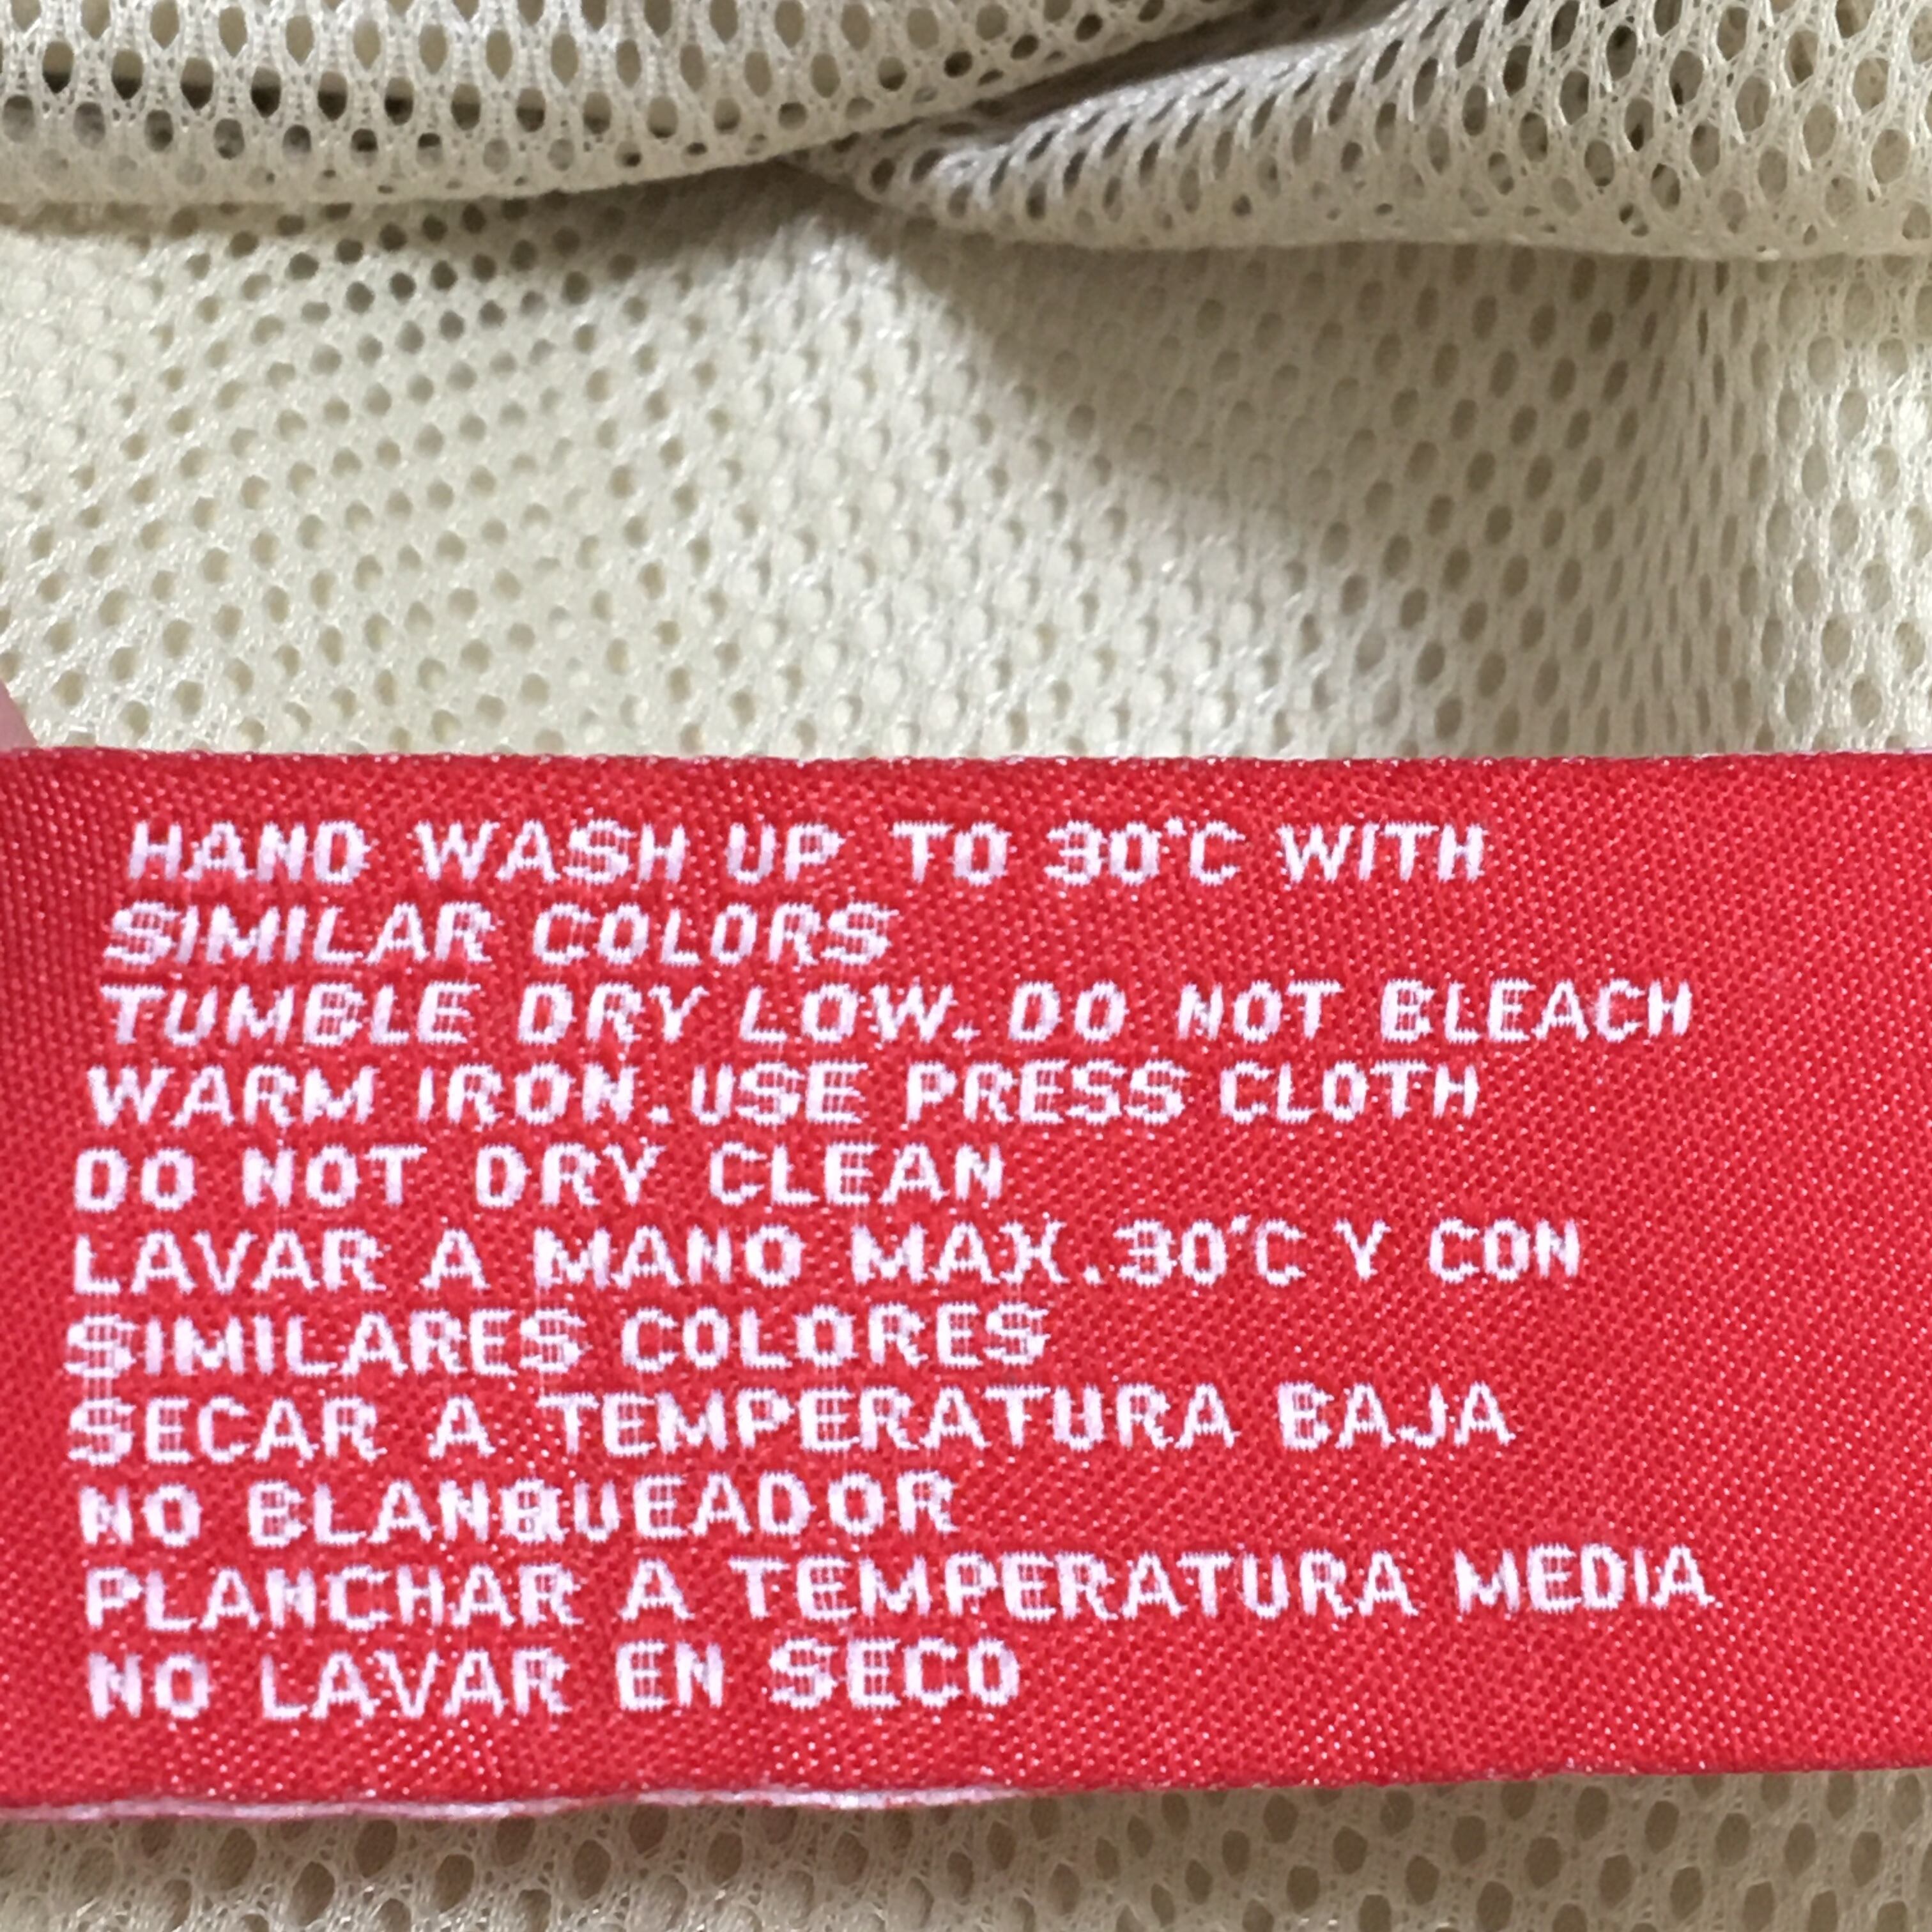 HAND WASH UP TO 30°C WITH
SIMILAR COLORS
TUMBLE DRY LOW. DO NOT BLEACH
WARM IRON.USE PRESS CLOTH
DO NOT DRY CLEAN
LAVAR A MANO MAX.30°C Y CON
SIMILARES COLORES
SECAR A TEMPERATURA BAJA
NO BLANQUEADOR
PLANCHAR A TEMPERATURA MEDIA
NO LAVAR EN SECO